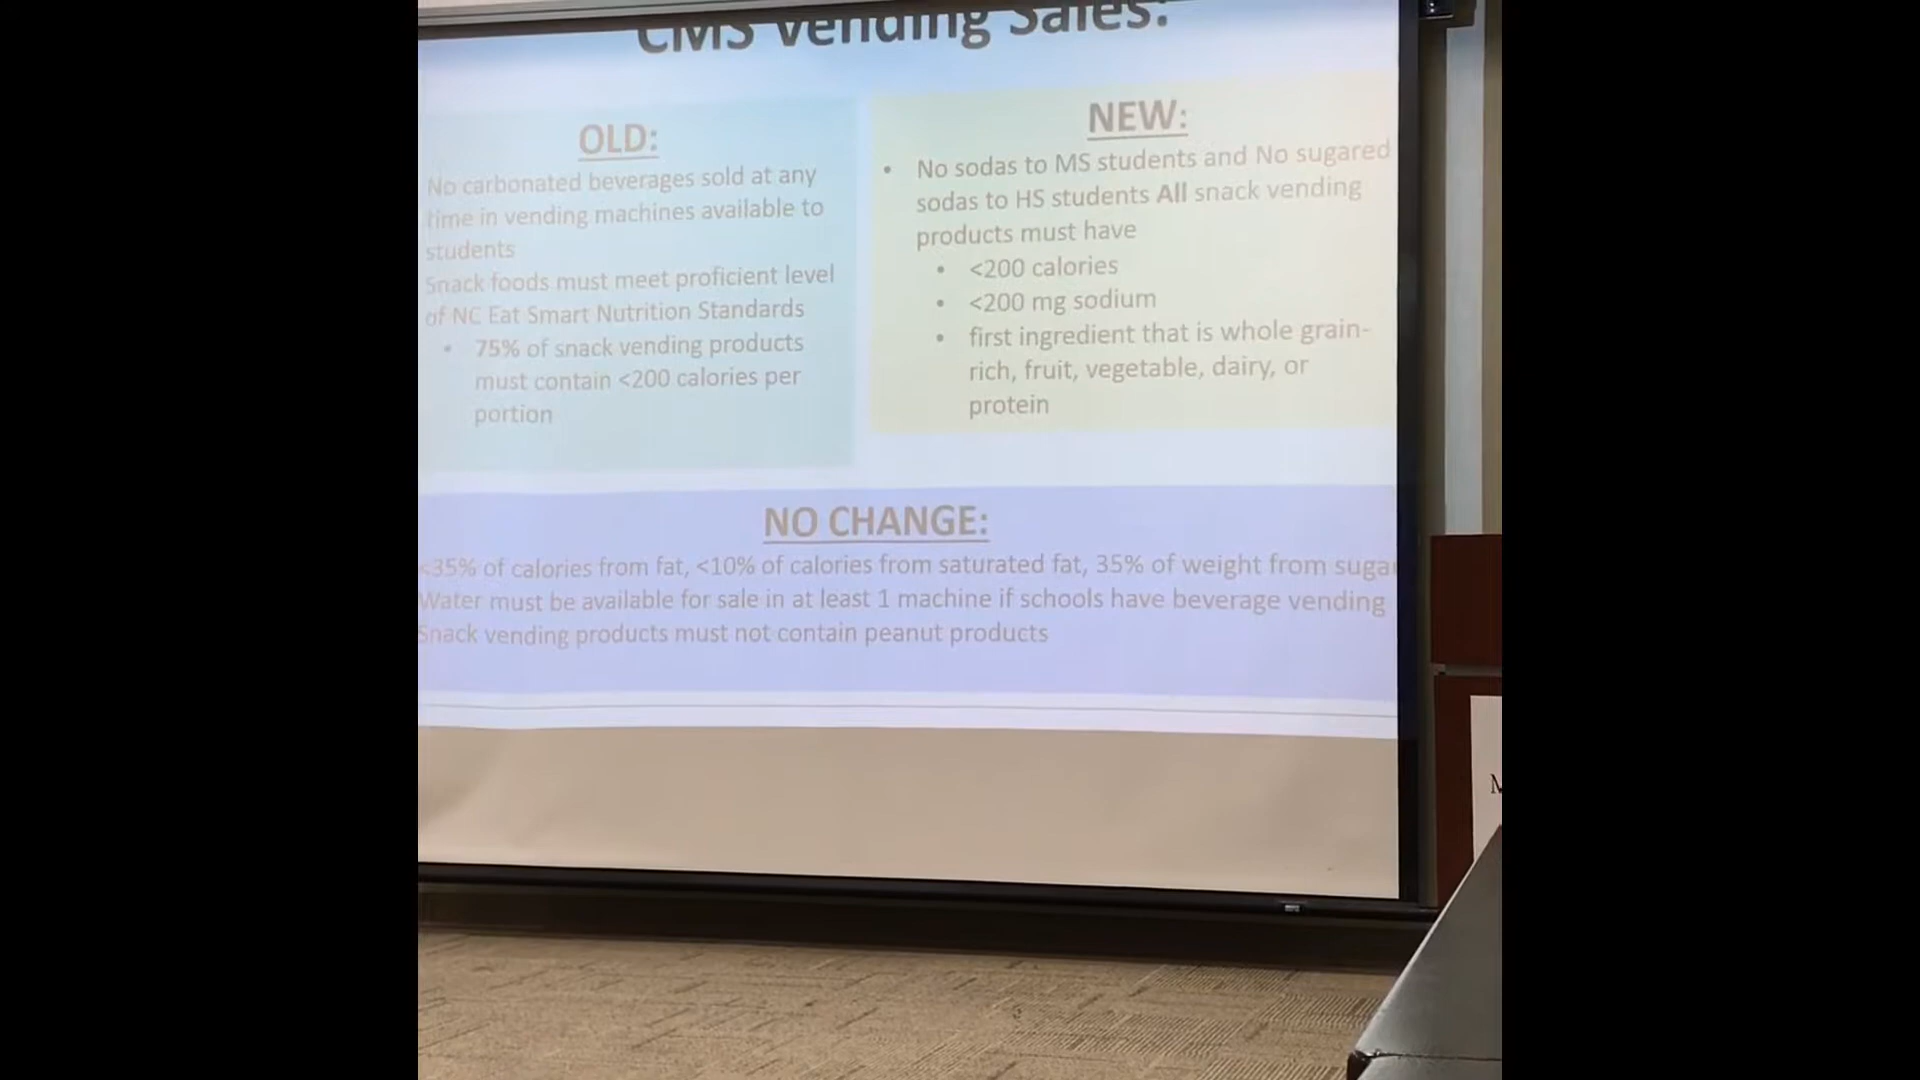 CMS Vending Sales:
OLD:
No carbonated beverages sold at any
time in vending machines available to
students
Snack foods must meet proficient level
of NC Eat Smart Nutrition Standards
• 75% of snack vending products
must contain <200 calories per
portion
NEW:
• No sodas to MS students and No sugared
sodas to HS students All snack vending
products must have
• <200 calories
• <200 mg sodium
• first ingredient that is whole grain-
rich, fruit, vegetable, dairy, or
protein
NO CHANGE:
<35% of calories from fat, <10% of calories from saturated fat, 35% of weight from sugar
Water must be available for sale in at least 1 machine if schools have beverage vending
Snack vending products must not contain peanut products